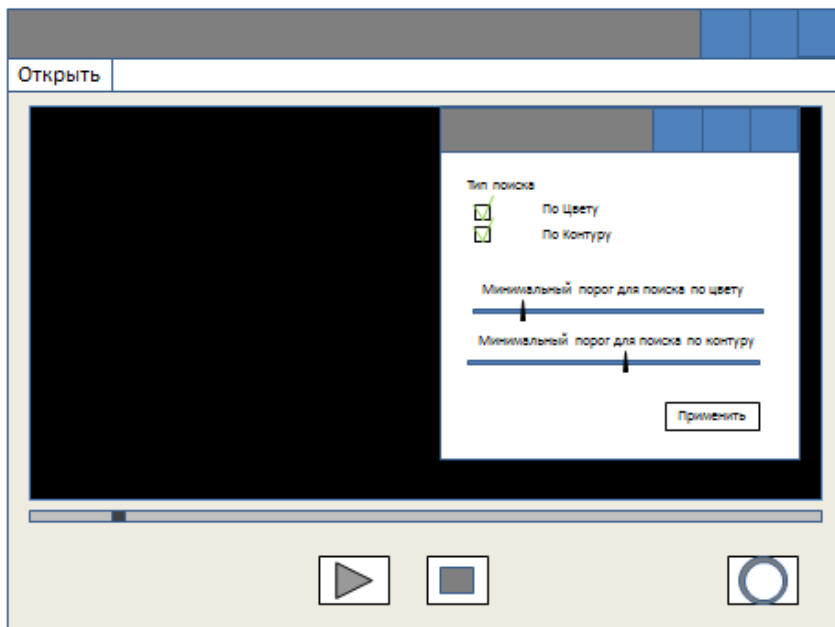 Открыть
Тип поиска
По Цвету
По Контуру
Минимальный порог для поиска по цвету
Минимальный порог для поиска по контуру
Применить